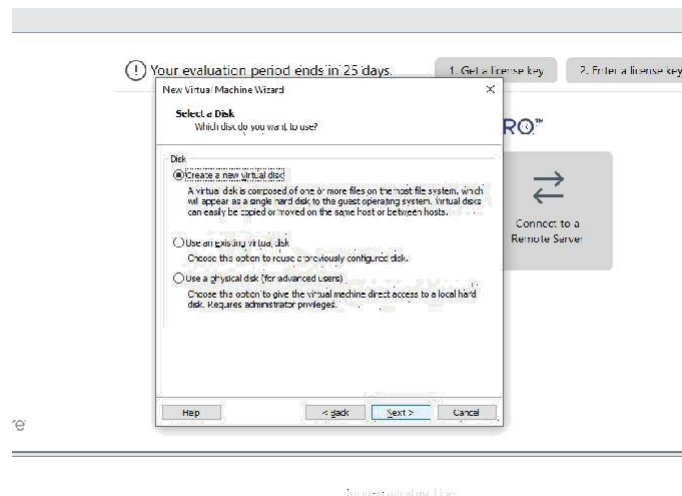 Your evaluation period ends in 25 days.
1. Get a license key
2. Enter a license key
New Virtual Machine Wizard
Select a Disk
Which disk do you want to use?
RO™
Disk
Create a new virtual disk
A virtual disk is composed of one or more files on the host file system, which
will appear as a single hard disk to the guest operating system. Virtual disks
can easily be copied or moved on the same host or between hosts.
Use an existing virtual disk
Choose this option to reuse a previously configured disk.
Use a physical disk (for advanced users)
Choose this option to give the virtual machine direct access to a local hard
disk. Requires administrator privileges.
Connect to a
Remote Server
Help
< Back
Next >
Cancel
re